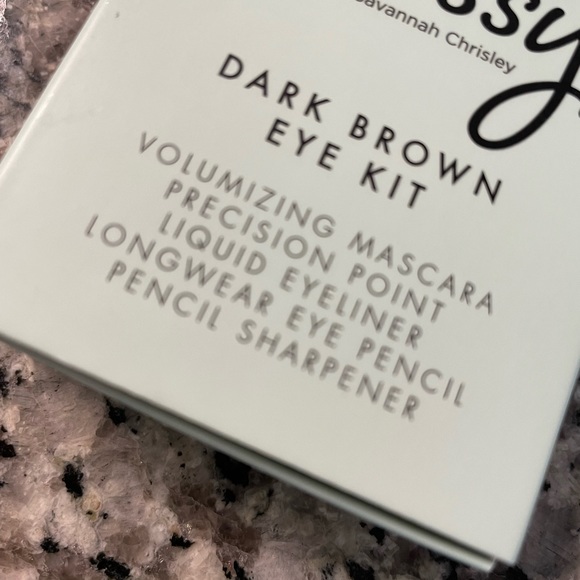 Savannah Chrisley
DARK BROWN
EYE KIT
VOLUMIZING MASCARA
PRECISION POINT
LIQUID EYELINER
LONGWEAR EYE PENCIL
PENCIL SHARPENER